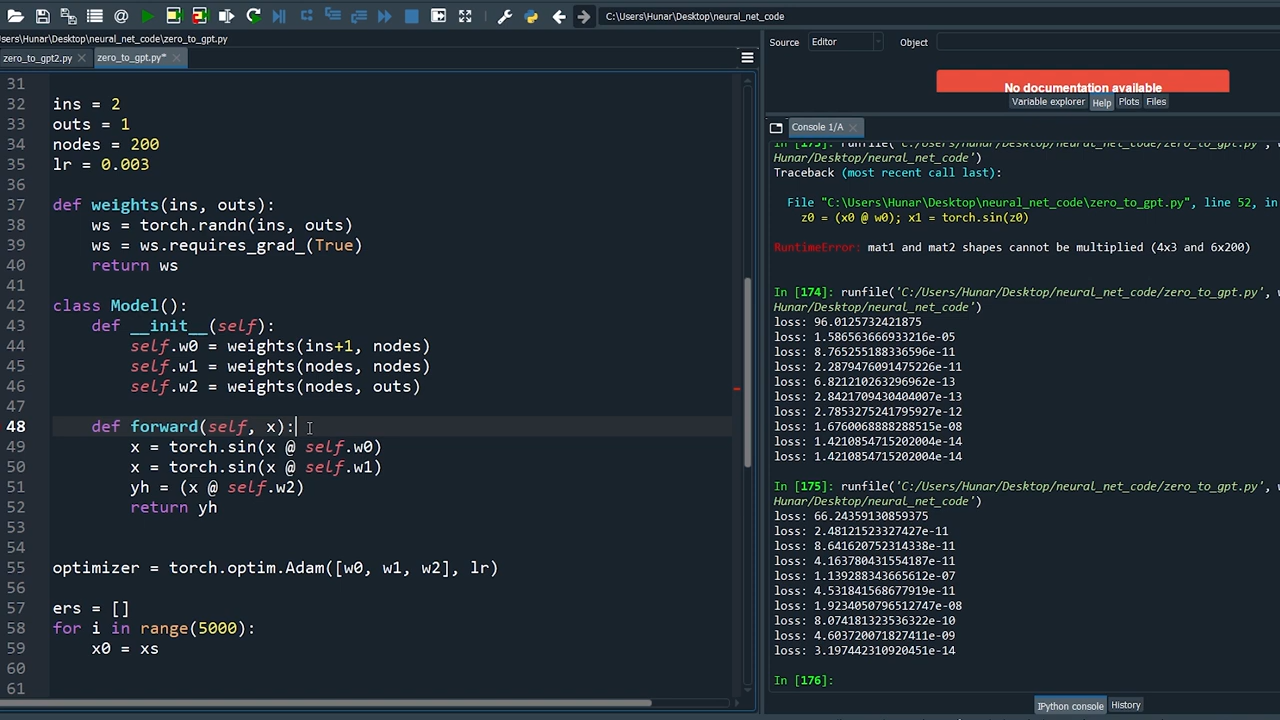 C:\Users\Hunar\Desktop\neural_net_code
sers\Hunar\Desktop\neural_net_code\zero_to_gpt.py
zero_to_gpt2.py
zero_to_gpt.py*
31
32 ins = 2
33 outs = 1
34 nodes = 200
35 lr = 0.003
36
37 def weights(ins, outs):
38     ws = torch.randn(ins, outs)
39     ws = ws.requires_grad_(True)
40     return ws
41
42 class Model():
43     def __init__(self):
44         self.w0 = weights(ins+1, nodes)
45         self.w1 = weights(nodes, nodes)
46         self.w2 = weights(nodes, outs)
47
48     def forward(self, x):
49         x = torch.sin(x @ self.w0)
50         x = torch.sin(x @ self.w1)
51         yh = (x @ self.w2)
52         return yh
53
54
55 optimizer = torch.optim.Adam([w0, w1, w2], lr)
56
57 ers = []
58 for i in range(5000):
59     x0 = xs
60
61
Source Editor Object
No documentation available
Variable explorer Help Plots Files
Console 1/A
In [173]: runfile('C:/Users/Hunar/Desktop/neural_net_code/zero_to_gpt.py', w
Hunar/Desktop/neural_net_code')
Traceback (most recent call last):
File "C:\Users\Hunar\Desktop\neural_net_code\zero_to_gpt.py", line 52, in
z0 = (x0 @ w0); x1 = torch.sin(z0)
RuntimeError: mat1 and mat2 shapes cannot be multiplied (4x3 and 6x200)
In [174]: runfile('C:/Users/Hunar/Desktop/neural_net_code/zero_to_gpt.py', w
Hunar/Desktop/neural_net_code')
loss: 96.0125732421875
loss: 1.586563666933216e-05
loss: 8.765255188336596e-11
loss: 2.2879476091475226e-11
loss: 6.821210263296962e-13
loss: 2.8421709430404007e-13
loss: 2.7853275241795927e-12
loss: 1.6760068888288515e-08
loss: 1.4210854715202004e-14
loss: 1.4210854715202004e-14
In [175]: runfile('C:/Users/Hunar/Desktop/neural_net_code/zero_to_gpt.py', w
Hunar/Desktop/neural_net_code')
loss: 66.24359130859375
loss: 2.48121523327427e-11
loss: 8.641620752314338e-11
loss: 4.163780431554187e-11
loss: 1.139288343665612e-07
loss: 4.531841568677919e-11
loss: 1.9234050796512747e-08
loss: 8.074181323536322e-10
loss: 4.603720071827411e-09
loss: 3.197442310920451e-14
In [176]:
IPython console History